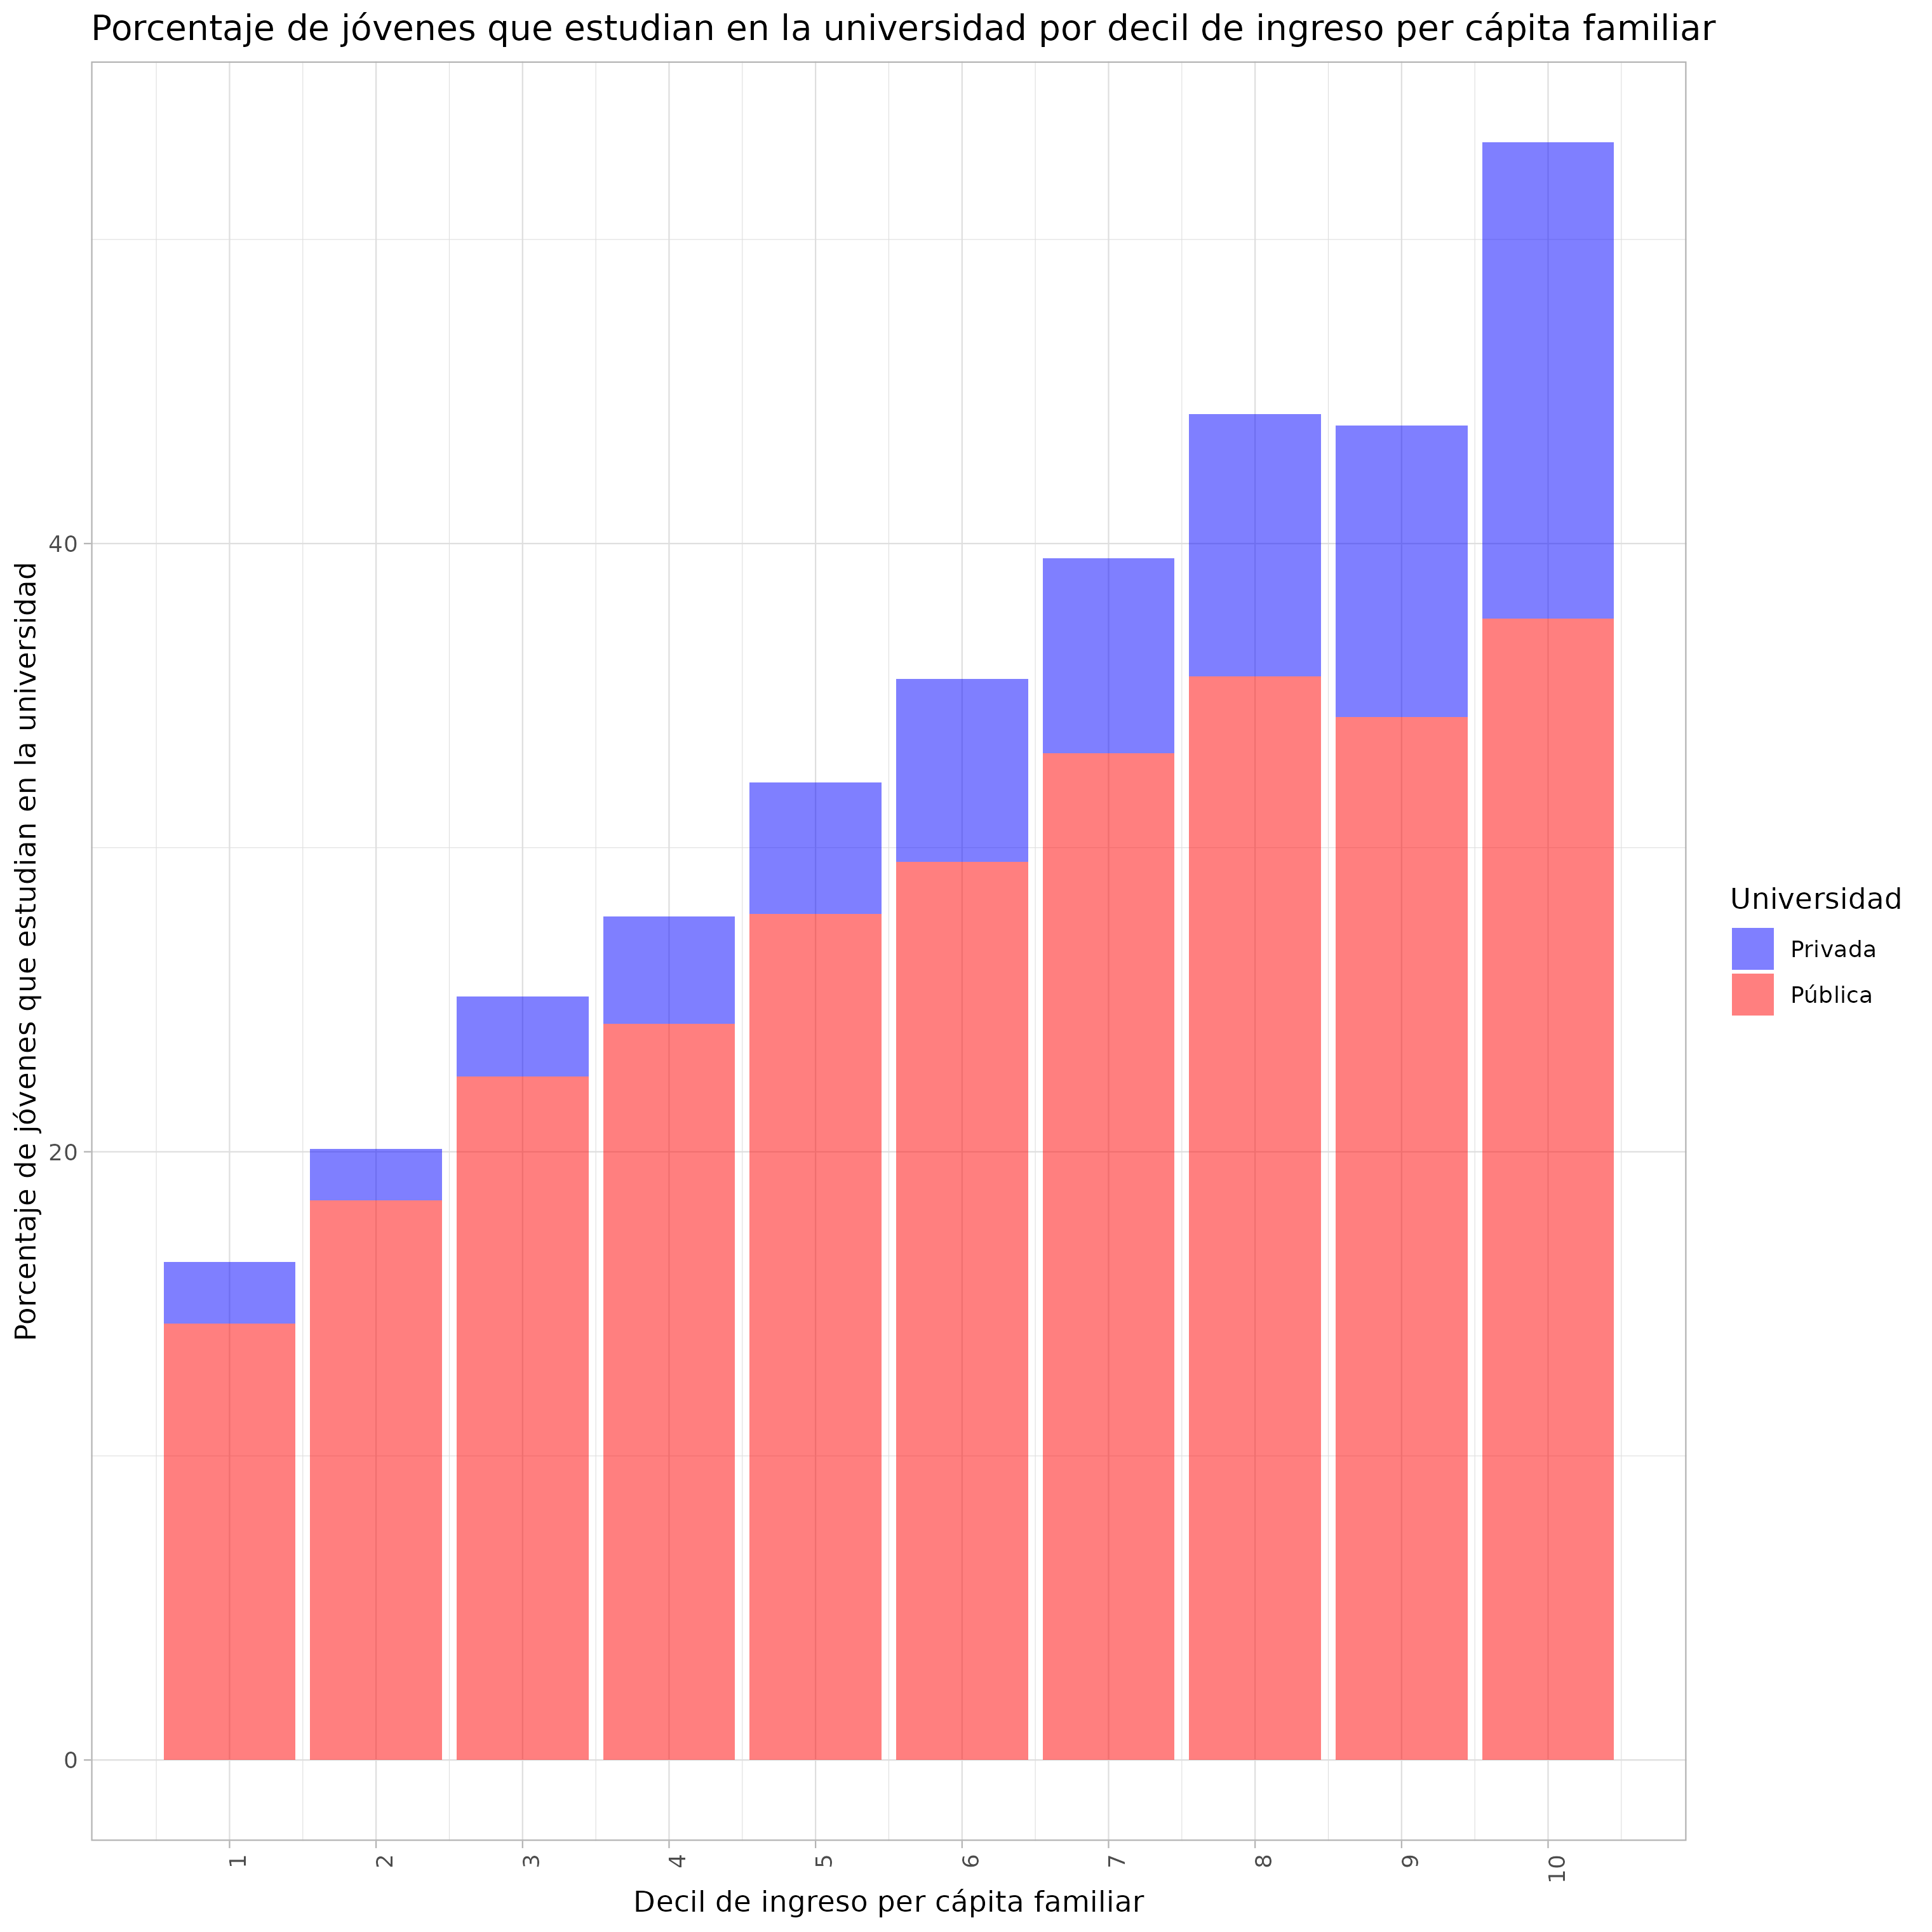 Porcentaje de jóvenes que estudian en la universidad por decil de ingreso per cápita familiar
Porcentaje de jóvenes que estudian en la universidad
40
20
0
1
2
3
4
5
6
7
8
9
10
Decil de ingreso per cápita familiar
Universidad
Privada
Pública